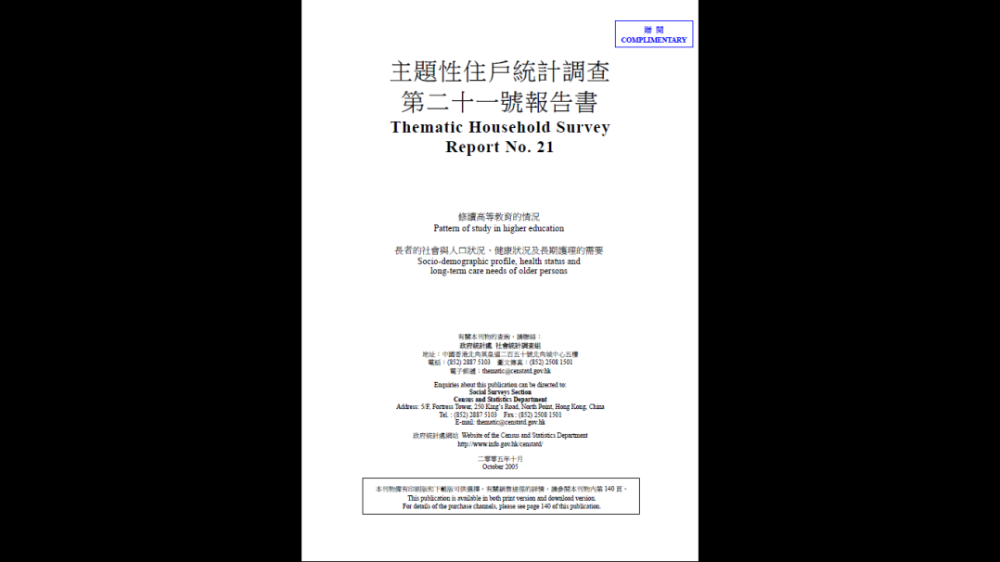 贈 閱
COMPLIMENTARY
主題性住戶統計調查
第二十一號報告書
Thematic Household Survey
Report No. 21
修讀高等教育的情況
Pattern of study in higher education
長者的社會與人口狀況、健康狀況及長期護理的需要
Socio-demographic profile, health status and
long-term care needs of older persons
有關本刊物的查詢，請聯絡：
政府統計處 社會統計調查組
地址：中國香港北角英皇道二百五十號北角城中心五樓
電話：(852) 2887 5103 圖文傳真：(852) 2508 1501
電子郵遞：thematic@censtatd.gov.hk
Enquiries about this publication can be directed to:
Social Surveys Section
Census and Statistics Department
Address: 5/F, Fortress Tower, 250 King's Road, North Point, Hong Kong, China
Tel. : (852) 2887 5103 Fax : (852) 2508 1501
E-mail: thematic@censtatd.gov.hk
政府統計處網站 Website of the Census and Statistics Department
http://www.info.gov.hk/censtatd/
二零零五年十月
October 2005
本刊物備有印刷版和下載版可供選擇。有關銷售途徑的詳情，請參閱本刊物內第 140 頁。
This publication is available in both print version and download version.
For details of the purchase channels, please see page 140 of this publication.